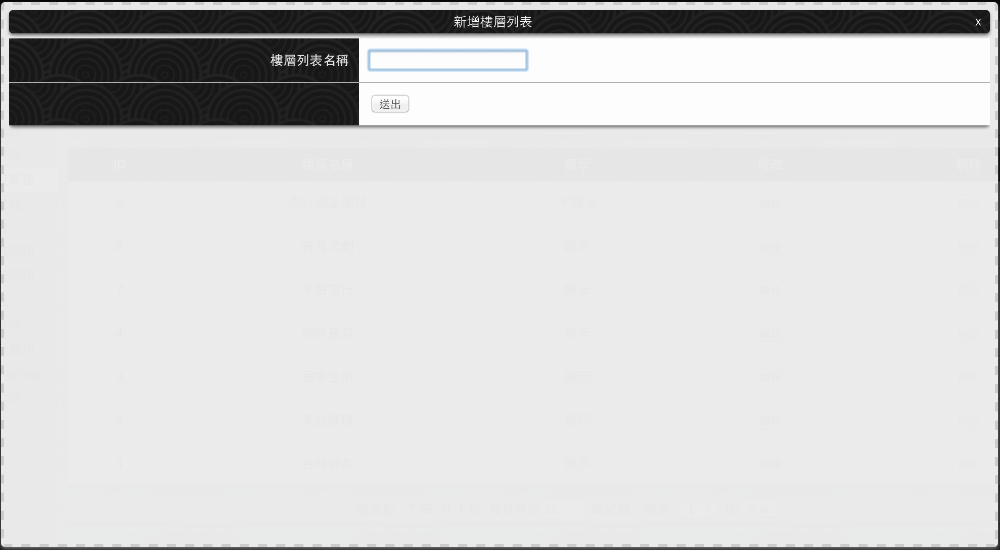 新增樓層列表 X
樓層列表名稱
送出
ID 樓層名稱 顯示 修改 刪除
管理
9 流行潮品測試 不顯示 編輯 刪除
8 寶島文創 顯示 編輯 刪除
管理
管理
7 平價流行 顯示 編輯 刪除
4 媽咪寶貝 顯示 編輯 刪除
管理
group
3 居家生活 顯示 編輯 刪除
2 美妝護理 顯示 編輯 刪除
1 台灣食品 顯示 編輯 刪除
總筆數 7 筆, 共 1 頁, 每頁顯示 20 筆記錄，跳至: 1 頁 更新